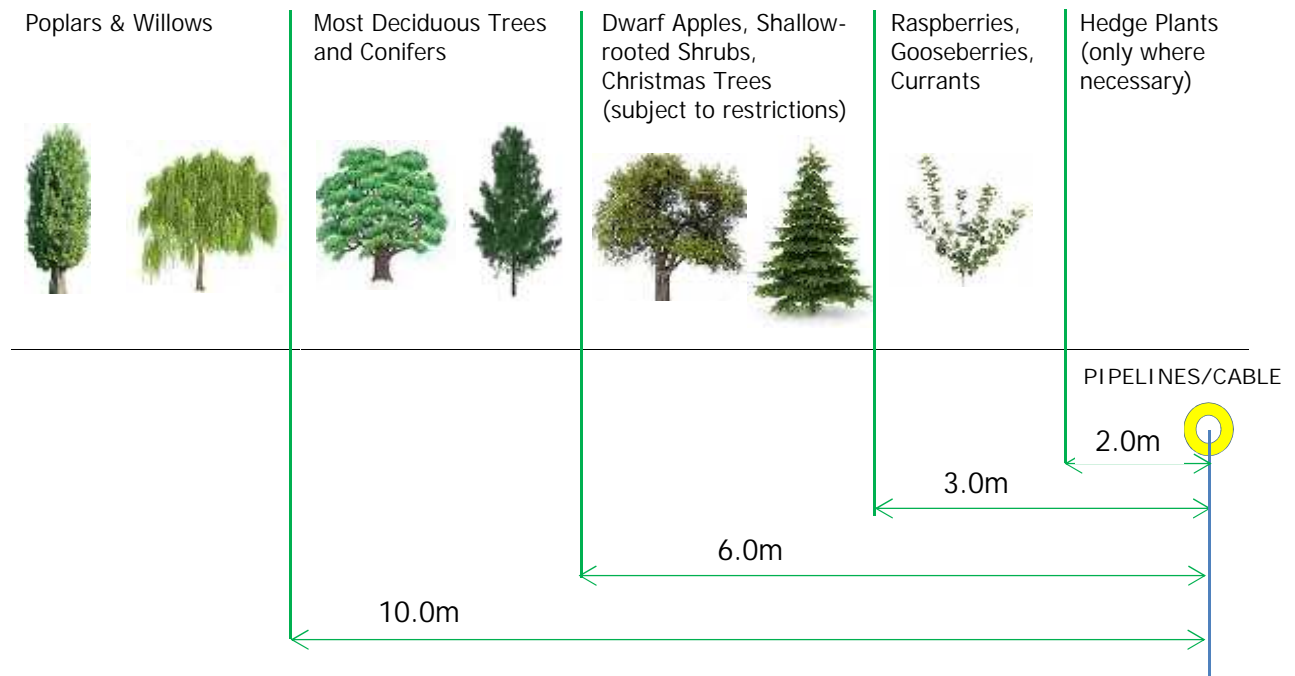 Poplars & Willows
Most Deciduous Trees
and Conifers
Dwarf Apples, Shallow-
rooted Shrubs,
Christmas Trees
(subject to restrictions)
Raspberries,
Gooseberries,
Currants
Hedge Plants
(only where
necessary)
PIPELINES/CABLE
2.0m
3.0m
6.0m
10.0m